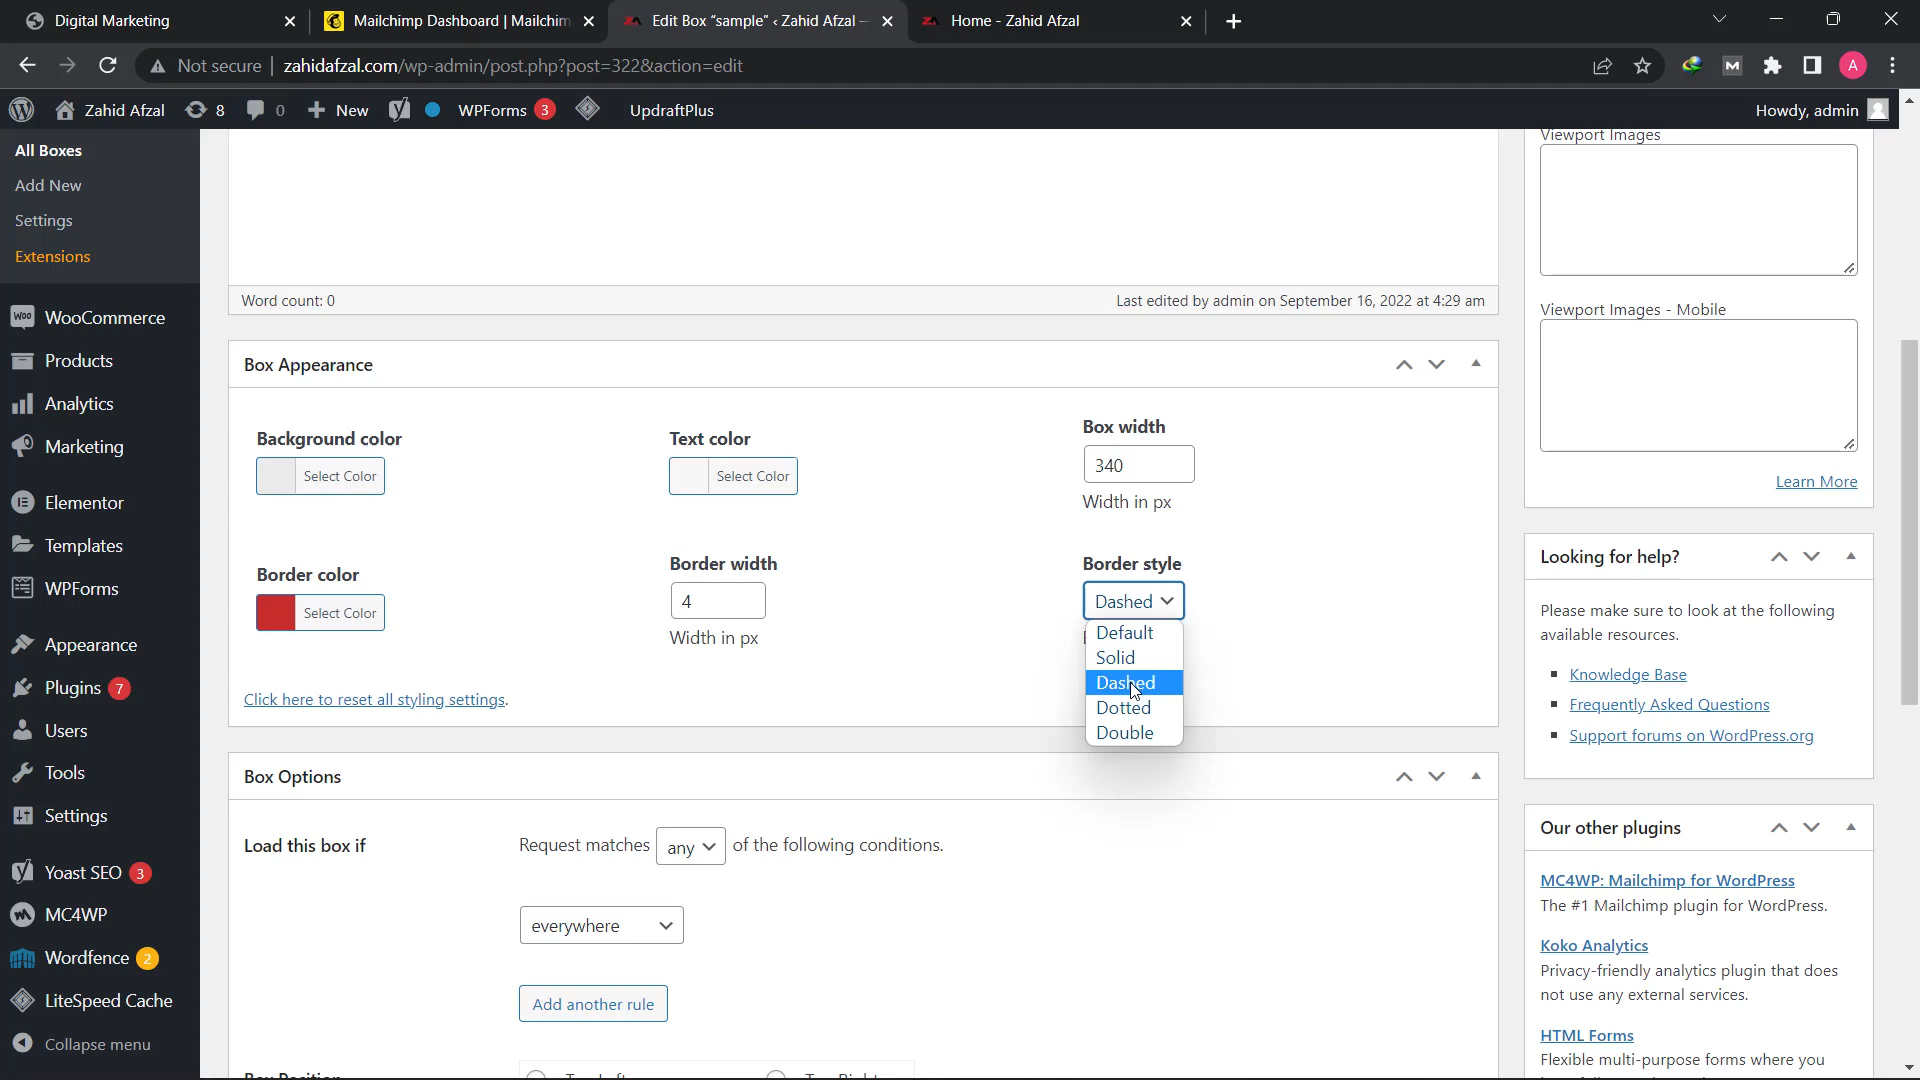 Digital Marketing
Mailchimp Dashboard | Mailchim
Edit Box “sample” ‹ Zahid Afzal —
Home - Zahid Afzal
Not secure | zahidafzal.com/wp-admin/post.php?post=322&action=edit
M
A
Zahid Afzal
8
0
New
WPForms 3
UpdraftPlus
Howdy, admin
All Boxes
Add New
Settings
Extensions
WooCommerce
Products
Analytics
Marketing
Elementor
Templates
WPForms
Appearance
Plugins 7
Users
Tools
Settings
Yoast SEO 3
MC4WP
Wordfence 2
LiteSpeed Cache
Collapse menu
Word count: 0
Last edited by admin on September 16, 2022 at 4:29 am
Box Appearance
Background color
Select Color
Text color
Select Color
Box width
340
Width in px
Border color
Select Color
Border width
4
Width in px
Border style
Dashed
Default
Solid
Dashed
Dotted
Double
Click here to reset all styling settings.
Box Options
Load this box if
Request matches any of the following conditions.
everywhere
Add another rule
Viewport Images
Viewport Images - Mobile
Learn More
Looking for help?
Please make sure to look at the following
available resources.
Knowledge Base
Frequently Asked Questions
Support forums on WordPress.org
Our other plugins
MC4WP: Mailchimp for WordPress
The #1 Mailchimp plugin for WordPress.
Koko Analytics
Privacy-friendly analytics plugin that does
not use any external services.
HTML Forms
Flexible multi-purpose forms where you